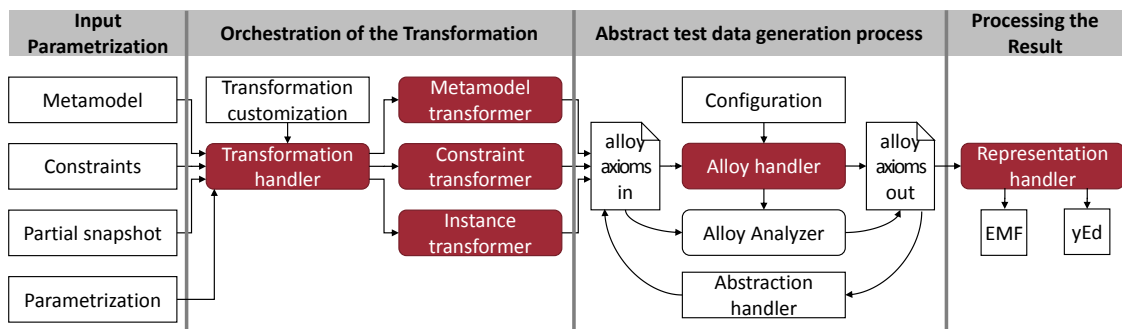 Input
Parametrization
Orchestration of the Transformation
Abstract test data generation process
Processing the
Result
Metamodel
Constraints
Partial snapshot
Parametrization
Transformation
customization
Transformation
handler
Metamodel
transformer
Constraint
transformer
Instance
transformer
alloy
axioms
in
Configuration
Alloy handler
Alloy Analyzer
Abstraction
handler
alloy
axioms
out
Representation
handler
EMF
yEd